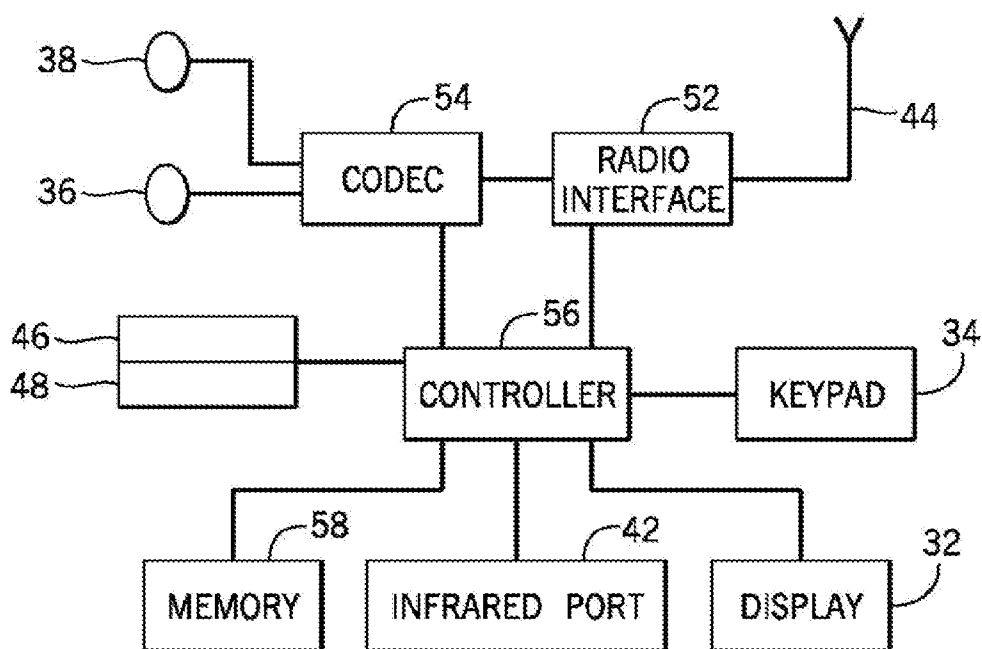 38
54
52
44
CODEC
RADIO
INTERFACE
36
46
48
56
34
CONTROLLER
KEYPAD
58
42
32
MEMORY
INFRARED PORT
DISPLAY